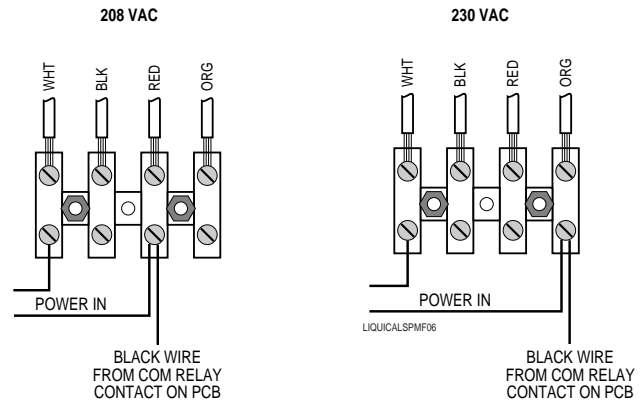 208 VAC
230 VAC
WHT
BLK
RED
ORG
WHT
BLK
RED
ORG
POWER IN
BLACK WIRE
FROM COM RELAY
CONTACT ON PCB
POWER IN
LIQUICALSPMF06
BLACK WIRE
FROM COM RELAY
CONTACT ON PCB